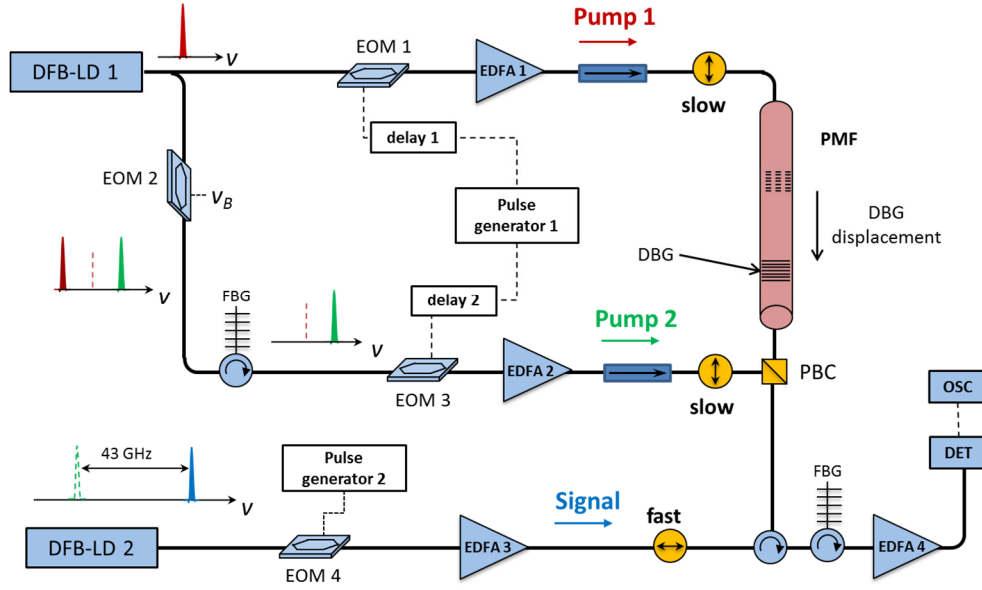 Pump 1
EOM 1
ν
DFB-LD 1
EDFA 1
slow
delay 1
PMF
EOM 2
ν_B
Pulse
generator 1
DBG
displacement
DBG
ν
FBG
delay 2
Pump 2
ν
EDFA 2
PBC
EOM 3
slow
OSC
43 GHz
Pulse
generator 2
DET
FBG
ν
Signal
fast
DFB-LD 2
EDFA 3
EDFA 4
EOM 4